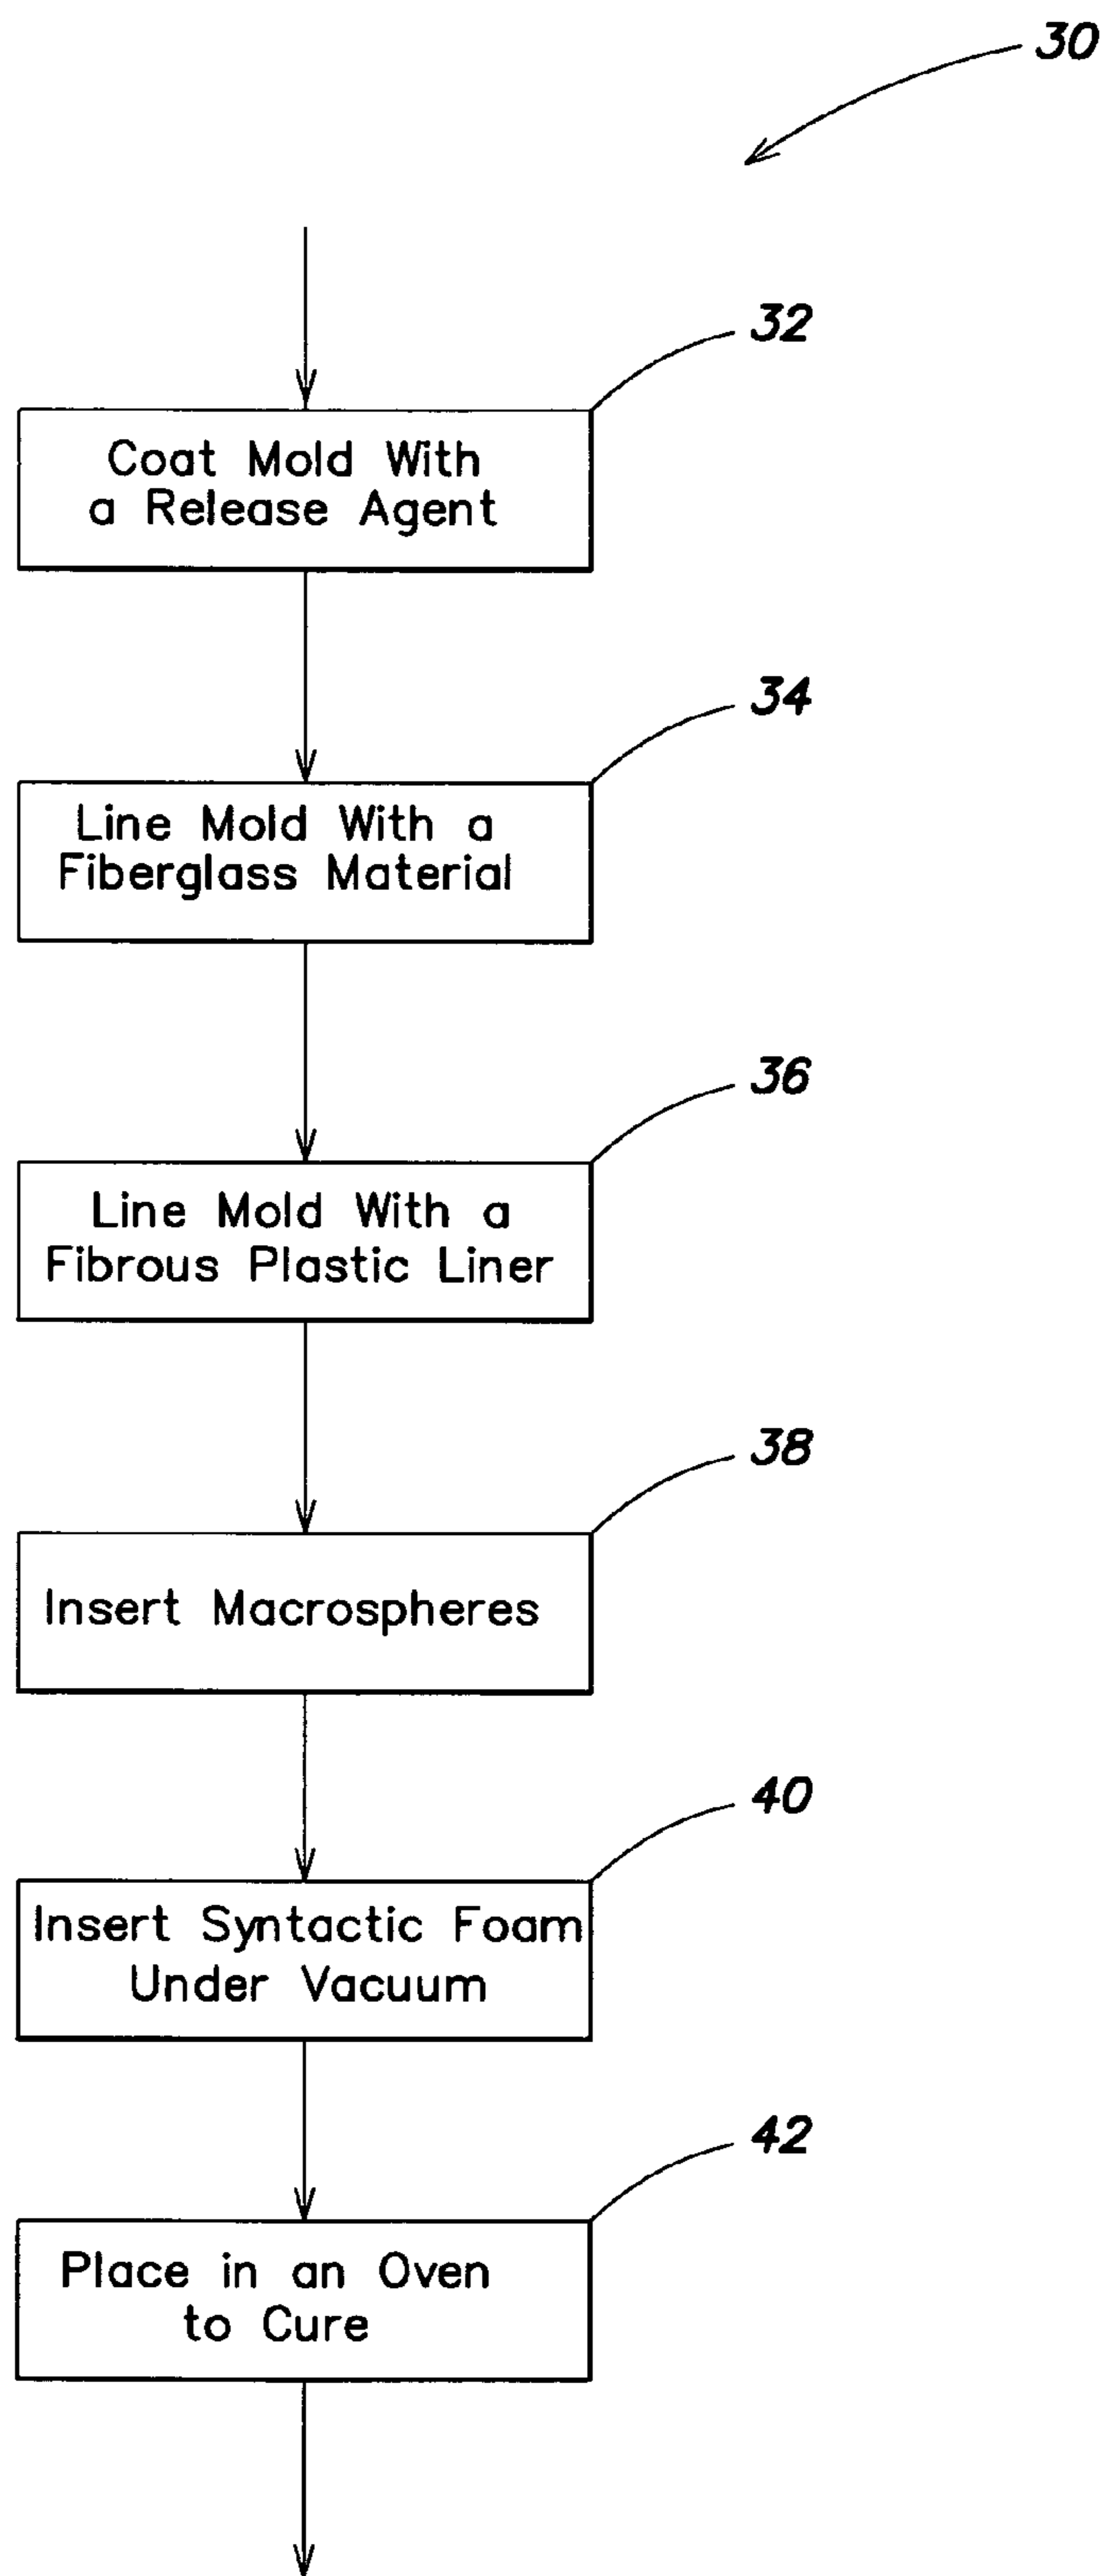 30
32
Coat Mold With
a Release Agent
34
Line Mold With a
Fiberglass Material
36
Line Mold With a
Fibrous Plastic Liner
38
Insert Macrospheres
40
Insert Syntactic Foam
Under Vacuum
42
Place in an Oven
to Cure